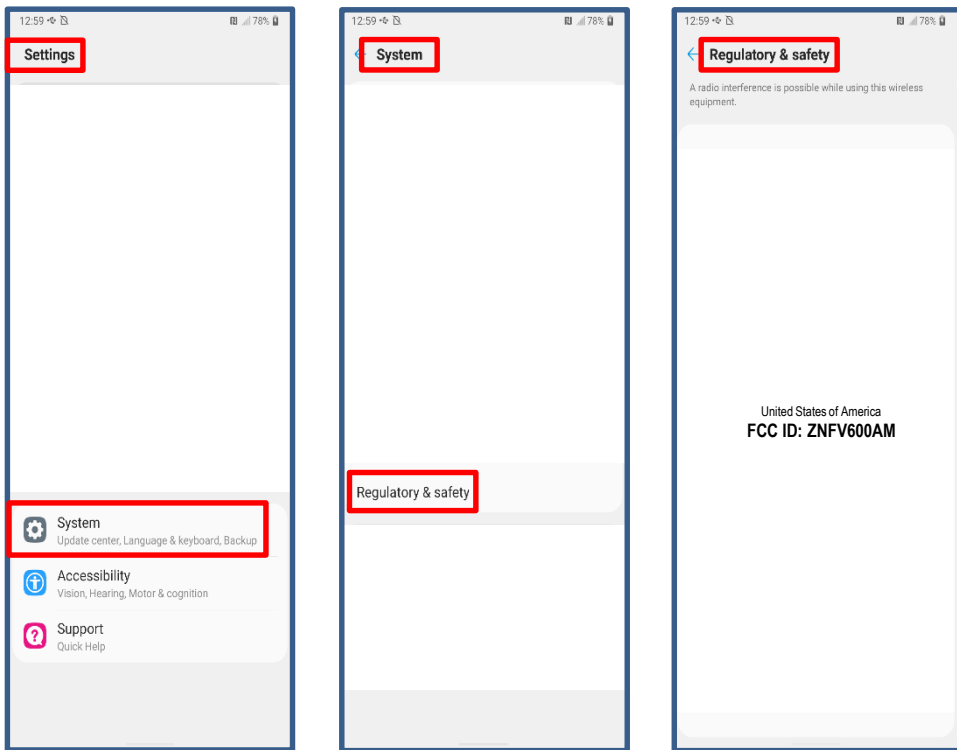 12:59 78%
Settings
System
Update center, Language & keyboard, Backup
Accessibility
Vision, Hearing, Motor & cognition
Support
Quick Help
12:59 78%
System
Regulatory & safety
12:59 78%
Regulatory & safety
A radio interference is possible while using this wireless
equipment.
United States of America
FCC ID: ZNFV600AM